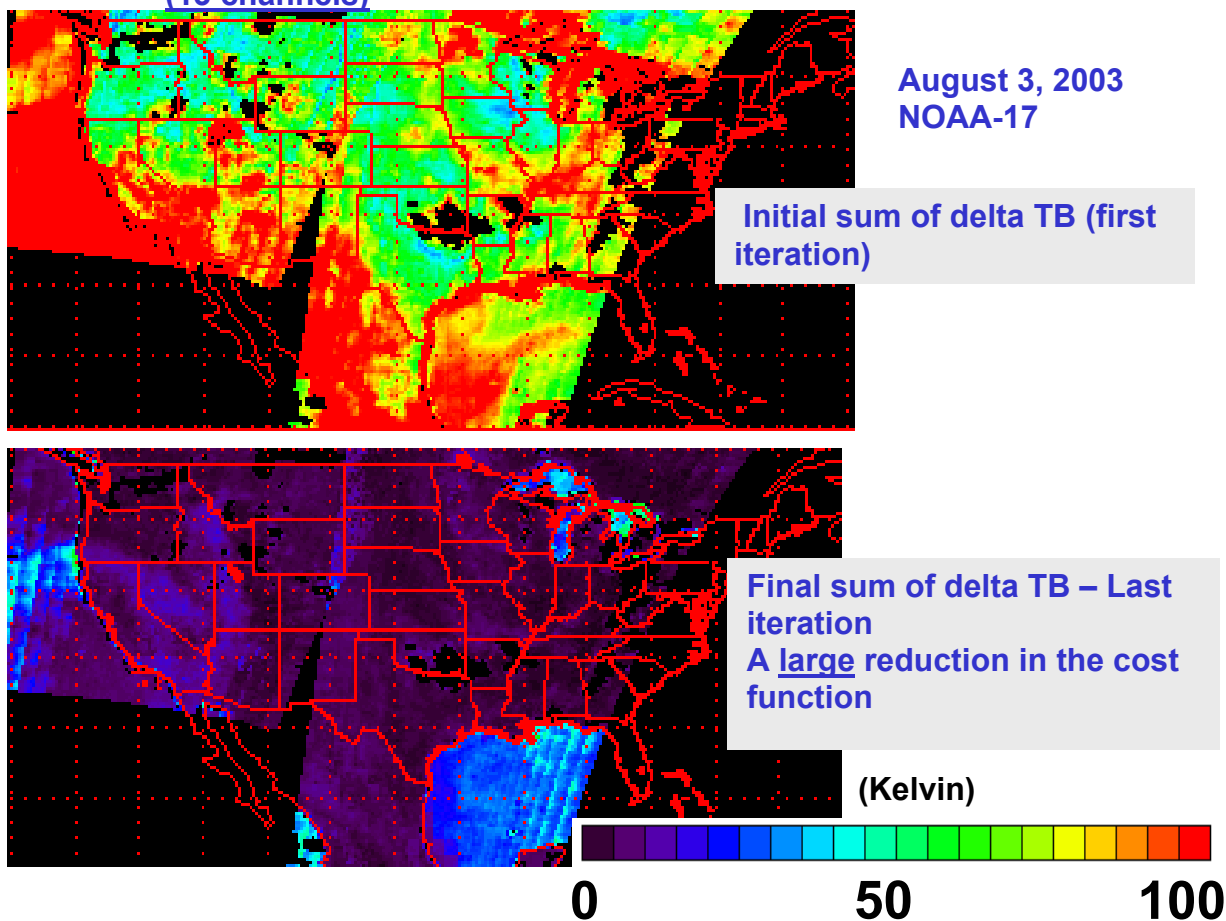 August 3, 2003
NOAA-17
Initial sum of delta TB (first
iteration)
Final sum of delta TB – Last
iteration
A large reduction in the cost
function
(Kelvin)
0 50 100